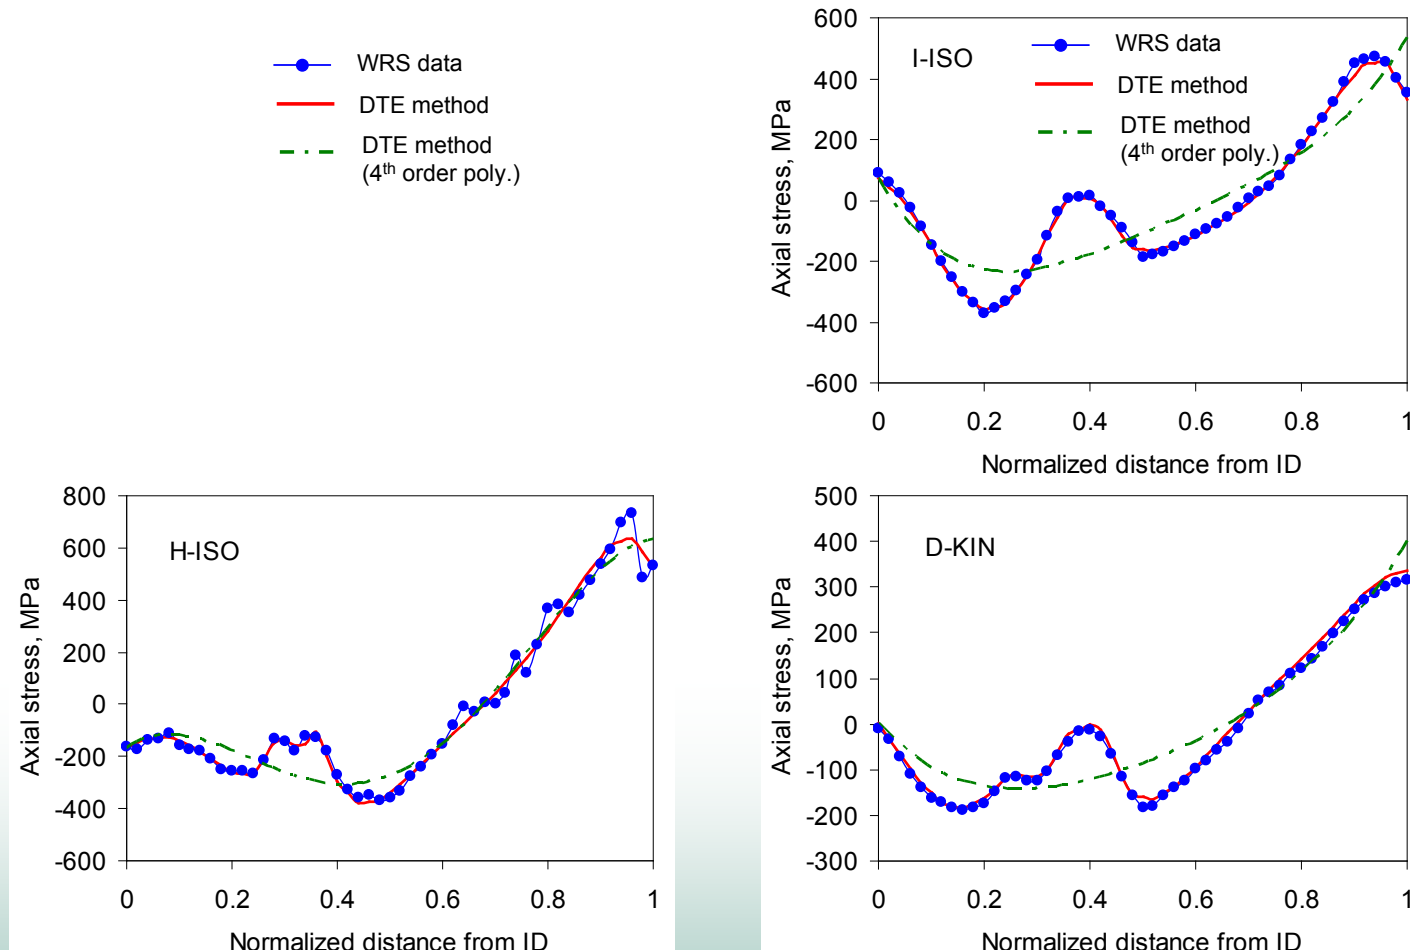 WRS data
DTE method
DTE method
(4th order poly.)
600
400
200
0
-200
-400
-600
Axial stress, MPa
I-ISO
WRS data
DTE method
DTE method
(4th order poly.)
0 0.2 0.4 0.6 0.8 1
Normalized distance from ID
800
600
400
200
0
-200
-400
-600
Axial stress, MPa
H-ISO
0 0.2 0.4 0.6 0.8 1
Normalized distance from ID
500
400
300
200
100
0
-100
-200
-300
Axial stress, MPa
D-KIN
0 0.2 0.4 0.6 0.8 1
Normalized distance from ID